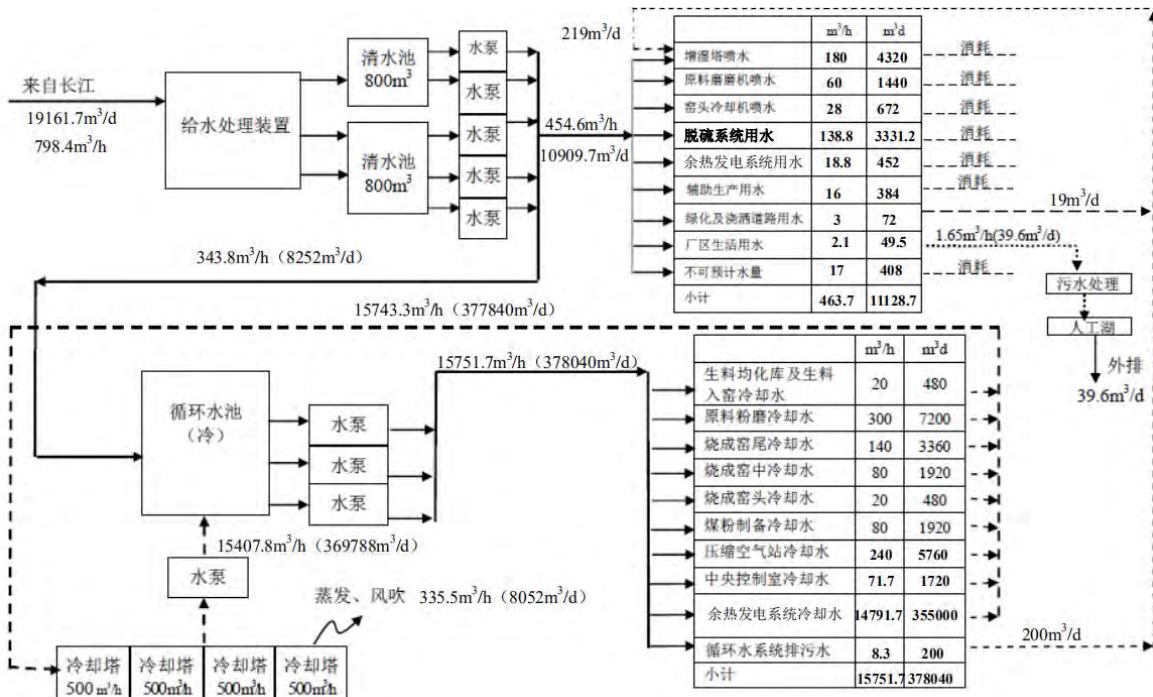 来自长江
19161.7m³/d
798.4m³/h
给水处理装置
清水池
800m³
清水池
800m³
水泵
水泵
水泵
水泵
水泵
454.6m³/h
10909.7m³/d
219m³/d
m³/h m³d
增湿塔喷水 180 4320 消耗
原料磨磨机喷水 60 1440 消耗
窑头冷却机喷水 28 672 消耗
脱硫系统用水 138.8 3331.2 消耗
余热发电系统用水 18.8 452 消耗
辅助生产用水 16 384 消耗
绿化及浇洒道路用水 3 72
厂区生活用水 2.1 49.5
不可预计水量 17 408 消耗
小计 463.7 11128.7
19m³/d
1.65m³/h(39.6m³/d)
污水处理
人工湖
外排
39.6m³/d
343.8m³/h（8252m³/d）
15743.3m³/h（377840m³/d）
循环水池
（冷）
水泵
水泵
水泵
15751.7m³/h（378040m³/d）
15407.8m³/h（369788m³/d）
水泵
蒸发、风吹 335.5m³/h（8052m³/d）
冷却塔
500m³/h
冷却塔
500m³/h
冷却塔
500m³/h
冷却塔
500m³/h
m³/h m³d
生料均化库及生料
入窑冷却水 20 480
原料粉磨冷却水 300 7200
烧成窑尾冷却水 140 3360
烧成窑中冷却水 80 1920
烧成窑头冷却水 20 480
煤粉制备冷却水 80 1920
压缩空气站冷却水 240 5760
中央控制室冷却水 71.7 1720
余热发电系统冷却水 14791.7 355000
循环水系统排污水 8.3 200
小计 15751.7 378040
200m³/d